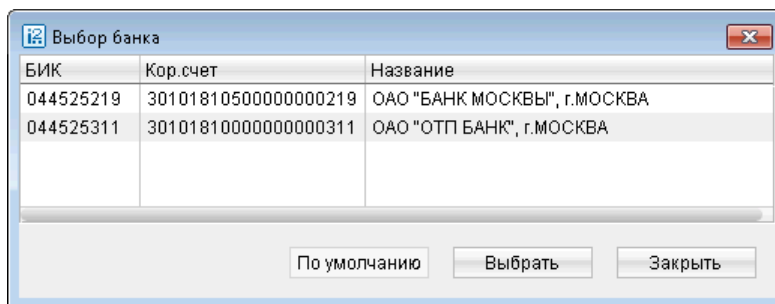 Выбор банка
БИК Кор.счет Название
044525219 30101810500000000219 ОАО "БАНК МОСКВЫ", г.МОСКВА
044525311 30101810000000000311 ОАО "ОТП БАНК", г.МОСКВА
По умолчанию Выбрать Закрыть